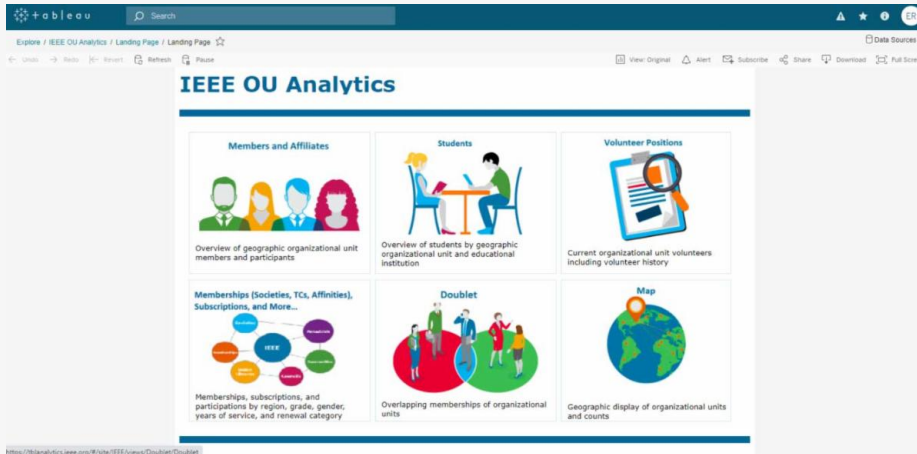 + a b | e a u
Search
ER
Explore / IEEE OU Analytics / Landing Page / Landing Page
Data Sources
Undo Redo Revert Refresh Pause
View: Original Alert Subscribe Share Download Full Scre
IEEE OU Analytics
Members and Affiliates
Overview of geographic organizational unit
members and participants
Students
Overview of students by geographic
organizational unit and educational
institution
Volunteer Positions
Current organizational unit volunteers
including volunteer history
Memberships (Societies, TCs, Affinities),
Subscriptions, and More...
IEEE
Memberships, subscriptions, and
participations by region, grade, gender,
years of service, and renewal category
Doublet
Overlapping memberships of organizational
units
Map
Geographic display of organizational units
and counts